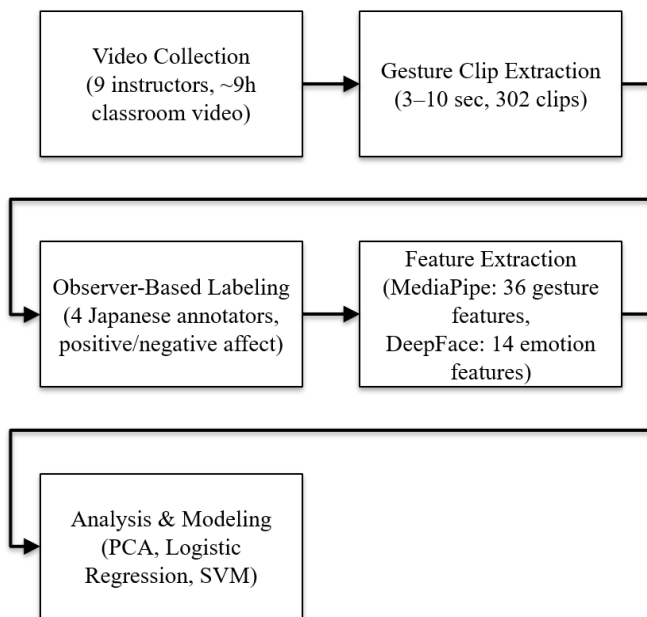 Video Collection
(9 instructors, ~9h
classroom video)
Gesture Clip Extraction
(3–10 sec, 302 clips)
Observer-Based Labeling
(4 Japanese annotators,
positive/negative affect)
Feature Extraction
(MediaPipe: 36 gesture
features,
DeepFace: 14 emotion
features)
Analysis & Modeling
(PCA, Logistic
Regression, SVM)